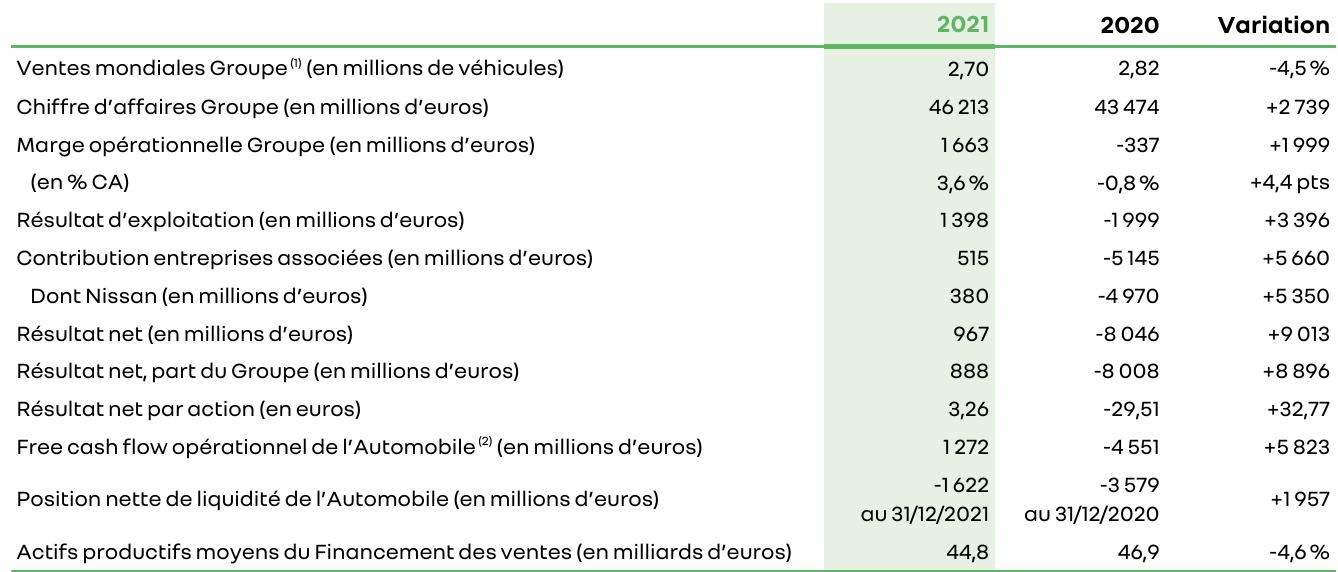 2021 2020 Variation
Ventes mondiales Groupe (1) (en millions de véhicules) 2,70 2,82 -4,5 %
Chiffre d’affaires Groupe (en millions d’euros) 46 213 43 474 +2 739
Marge opérationnelle Groupe (en millions d’euros) 1 663 -337 +1 999
(en % CA) 3,6 % -0,8 % +4,4 pts
Résultat d’exploitation (en millions d’euros) 1 398 -1 999 +3 396
Contribution entreprises associées (en millions d’euros) 515 -5 145 +5 660
Dont Nissan (en millions d’euros) 380 -4 970 +5 350
Résultat net (en millions d’euros) 967 -8 046 +9 013
Résultat net, part du Groupe (en millions d’euros) 888 -8 008 +8 896
Résultat net par action (en euros) 3,26 -29,51 +32,77
Free cash flow opérationnel de l’Automobile (2) (en millions d’euros) 1 272 -4 551 +5 823
Position nette de liquidité de l’Automobile (en millions d’euros) -1 622 -3 579 +1 957
au 31/12/2021 au 31/12/2020
Actifs productifs moyens du Financement des ventes (en milliards d’euros) 44,8 46,9 -4,6 %